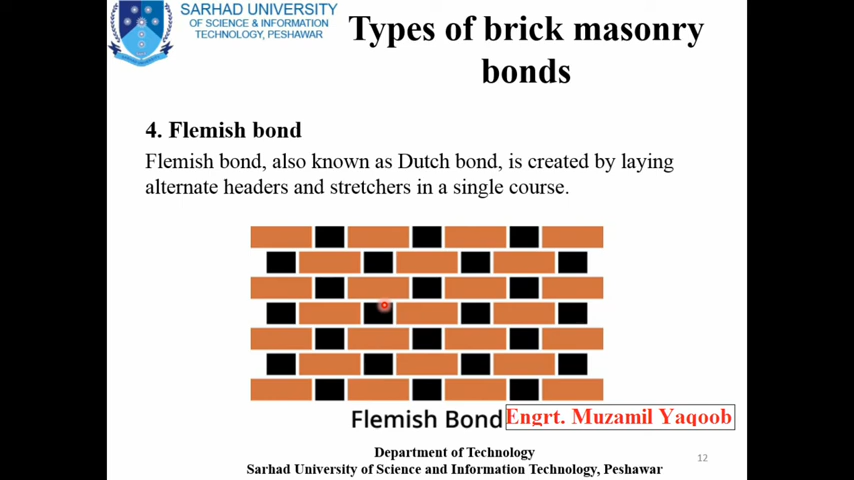 SARHAD UNIVERSITY
OF SCIENCE & INFORMATION
TECHNOLOGY, PESHAWAR
Types of brick masonry
bonds
4. Flemish bond
Flemish bond, also known as Dutch bond, is created by laying
alternate headers and stretchers in a single course.
Flemish Bond
Engrt. Muzamil Yaqoob
Department of Technology
Sarhad University of Science and Information Technology, Peshawar
12